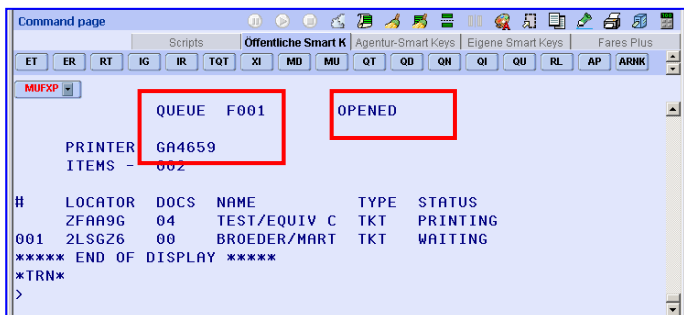 Command page
Scripts Öffentliche Smart K Agentur-Smart Keys Eigene Smart Keys Fares Plus
ET ER RT IG IR TQT XI MD MU QT QD QN QI QU RL AP ARNK
MUFXP
QUEUE F001 OPENED
PRINTER GA4659
ITEMS - 002
# LOCATOR DOCS NAME TYPE STATUS
ZFAA9G 04 TEST/EQUIV C TKT PRINTING
001 2LSGZ6 00 BROEDER/MART TKT WAITING
***** END OF DISPLAY *****
*TRN*
>